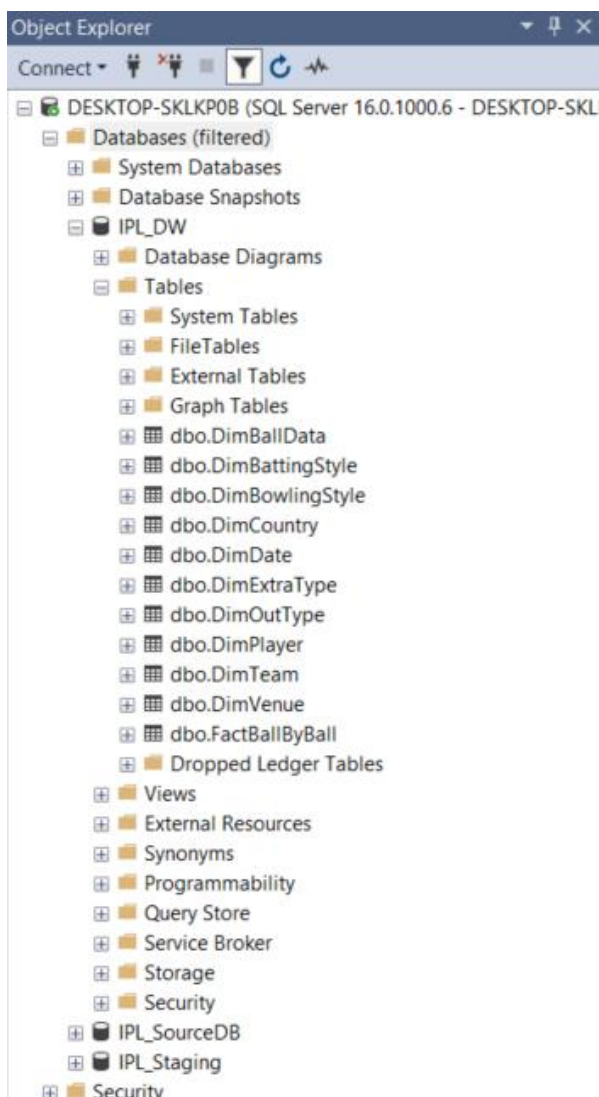 Object Explorer
Connect
DESKTOP-SKLKP0B (SQL Server 16.0.1000.6 - DESKTOP-SKL
Databases (filtered)
System Databases
Database Snapshots
IPL_DW
Database Diagrams
Tables
System Tables
FileTables
External Tables
Graph Tables
dbo.DimBallData
dbo.DimBattingStyle
dbo.DimBowlingStyle
dbo.DimCountry
dbo.DimDate
dbo.DimExtraType
dbo.DimOutType
dbo.DimPlayer
dbo.DimTeam
dbo.DimVenue
dbo.FactBallByBall
Dropped Ledger Tables
Views
External Resources
Synonyms
Programmability
Query Store
Service Broker
Storage
Security
IPL_SourceDB
IPL_Staging
Security